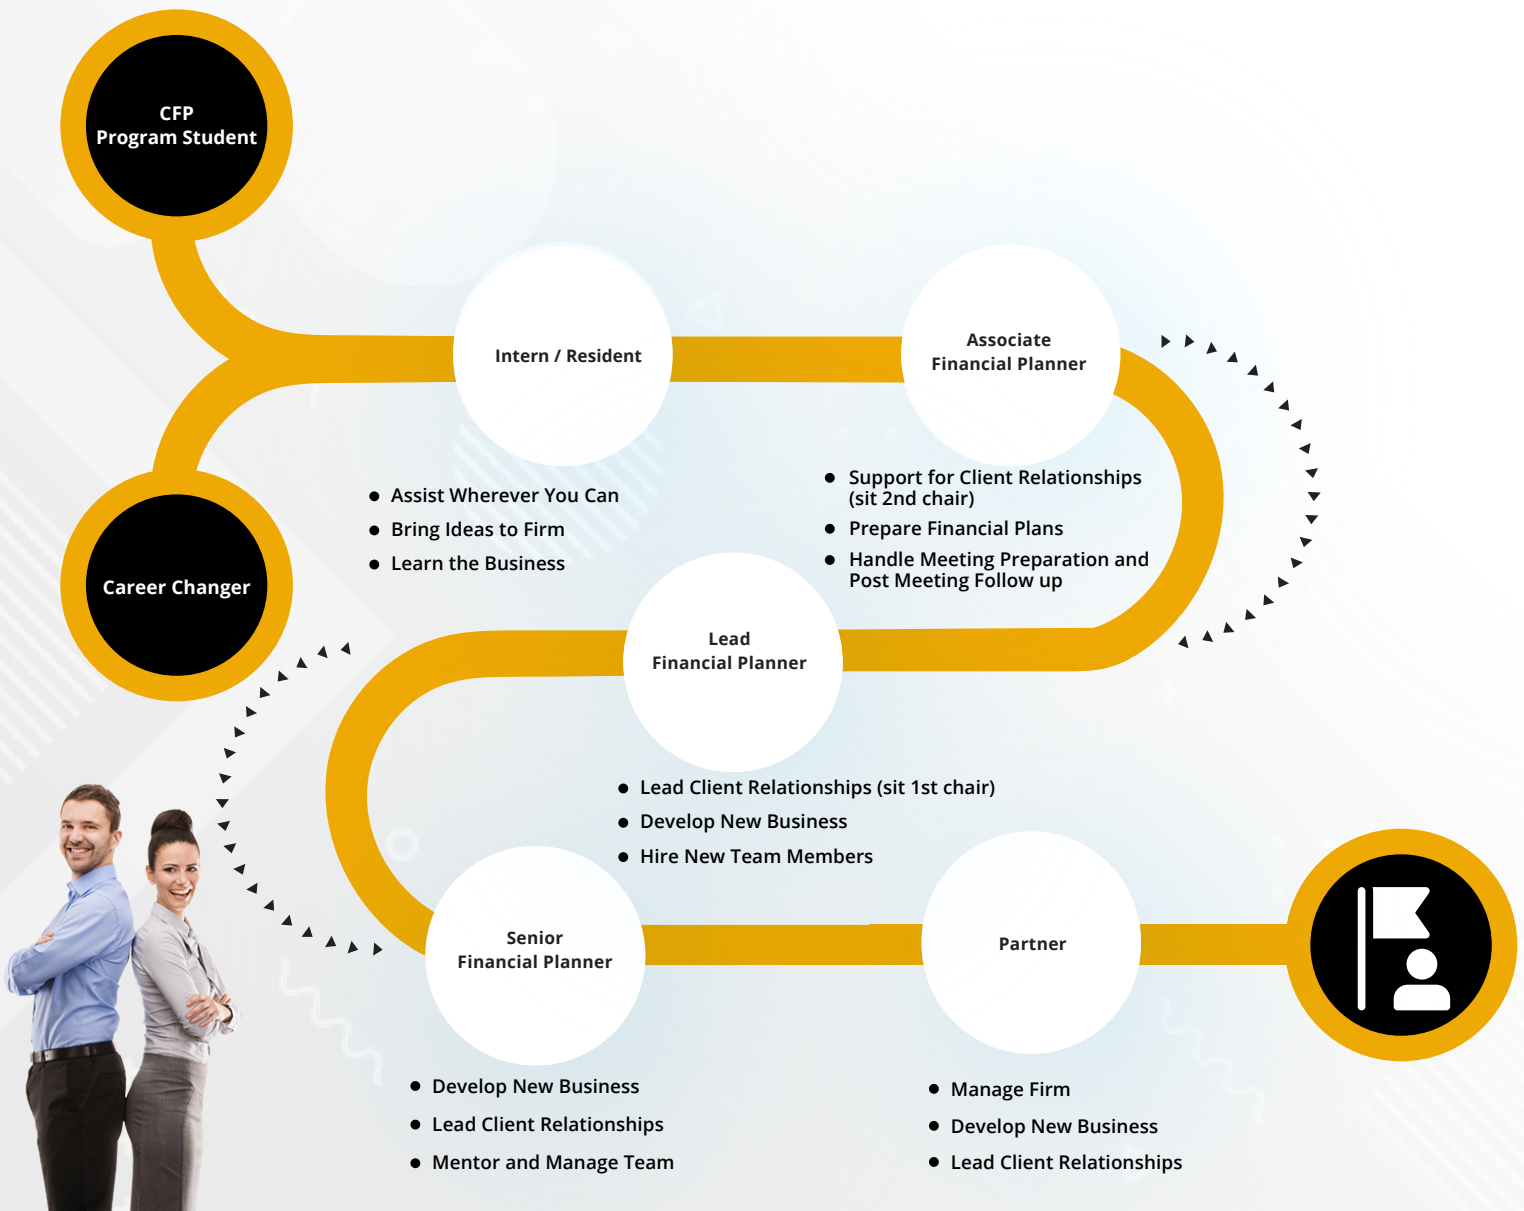 CFP
Program Student
Intern / Resident
Associate
Financial Planner
Career Changer
Assist Wherever You Can
Bring Ideas to Firm
Learn the Business
Support for Client Relationships
(sit 2nd chair)
Prepare Financial Plans
Handle Meeting Preparation and
Post Meeting Follow up
Lead
Financial Planner
Lead Client Relationships (sit 1st chair)
Develop New Business
Hire New Team Members
Senior
Financial Planner
Develop New Business
Lead Client Relationships
Mentor and Manage Team
Partner
Manage Firm
Develop New Business
Lead Client Relationships